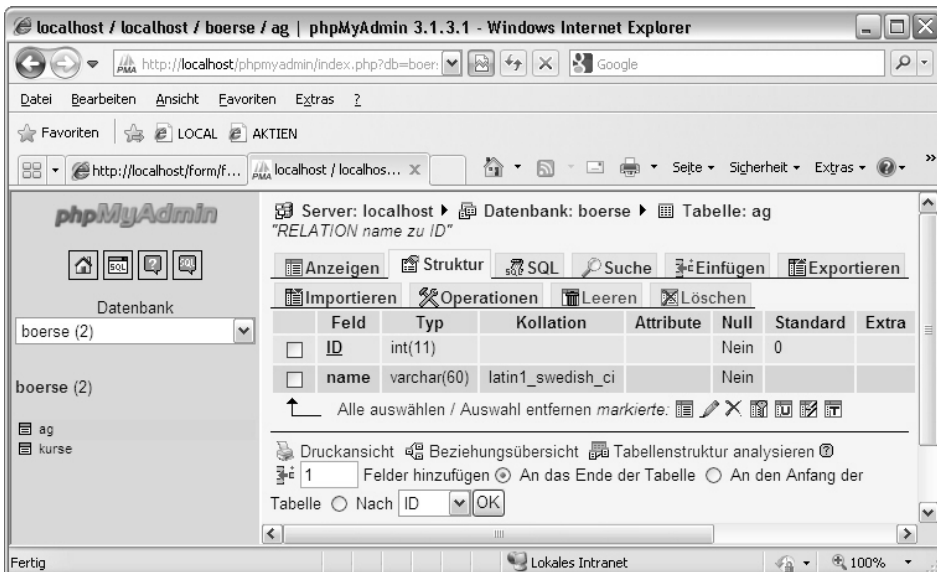 localhost / localhost / boerse / ag | phpMyAdmin 3.1.3.1 - Windows Internet Explorer
PMA http://localhost/phpmyadmin/index.php?db=boer: Google
Datei Bearbeiten Ansicht Favoriten Extras ?
Favoriten LOCAL AKTIEN
http://localhost/form/f... PMA localhost / localhos... Seite Sicherheit Extras »
phpMyAdmin
SQL SQL
Datenbank
boerse (2)
boerse (2)
ag
kurse
Server: localhost Datenbank: boerse Tabelle: ag
"RELATION name zu ID"
Anzeigen Struktur SQL Suche Einfügen Exportieren
Importieren Operationen Leeren Löschen
Feld Typ Kollation Attribute Null Standard Extra
ID int(11) Nein 0
name varchar(60) latin1_swedish_ci Nein
Alle auswählen / Auswahl entfernen markierte:
Druckansicht Beziehungsübersicht Tabellenstruktur analysieren
1 Felder hinzufügen An das Ende der Tabelle An den Anfang der
Tabelle Nach ID OK
Fertig Lokales Intranet 100%